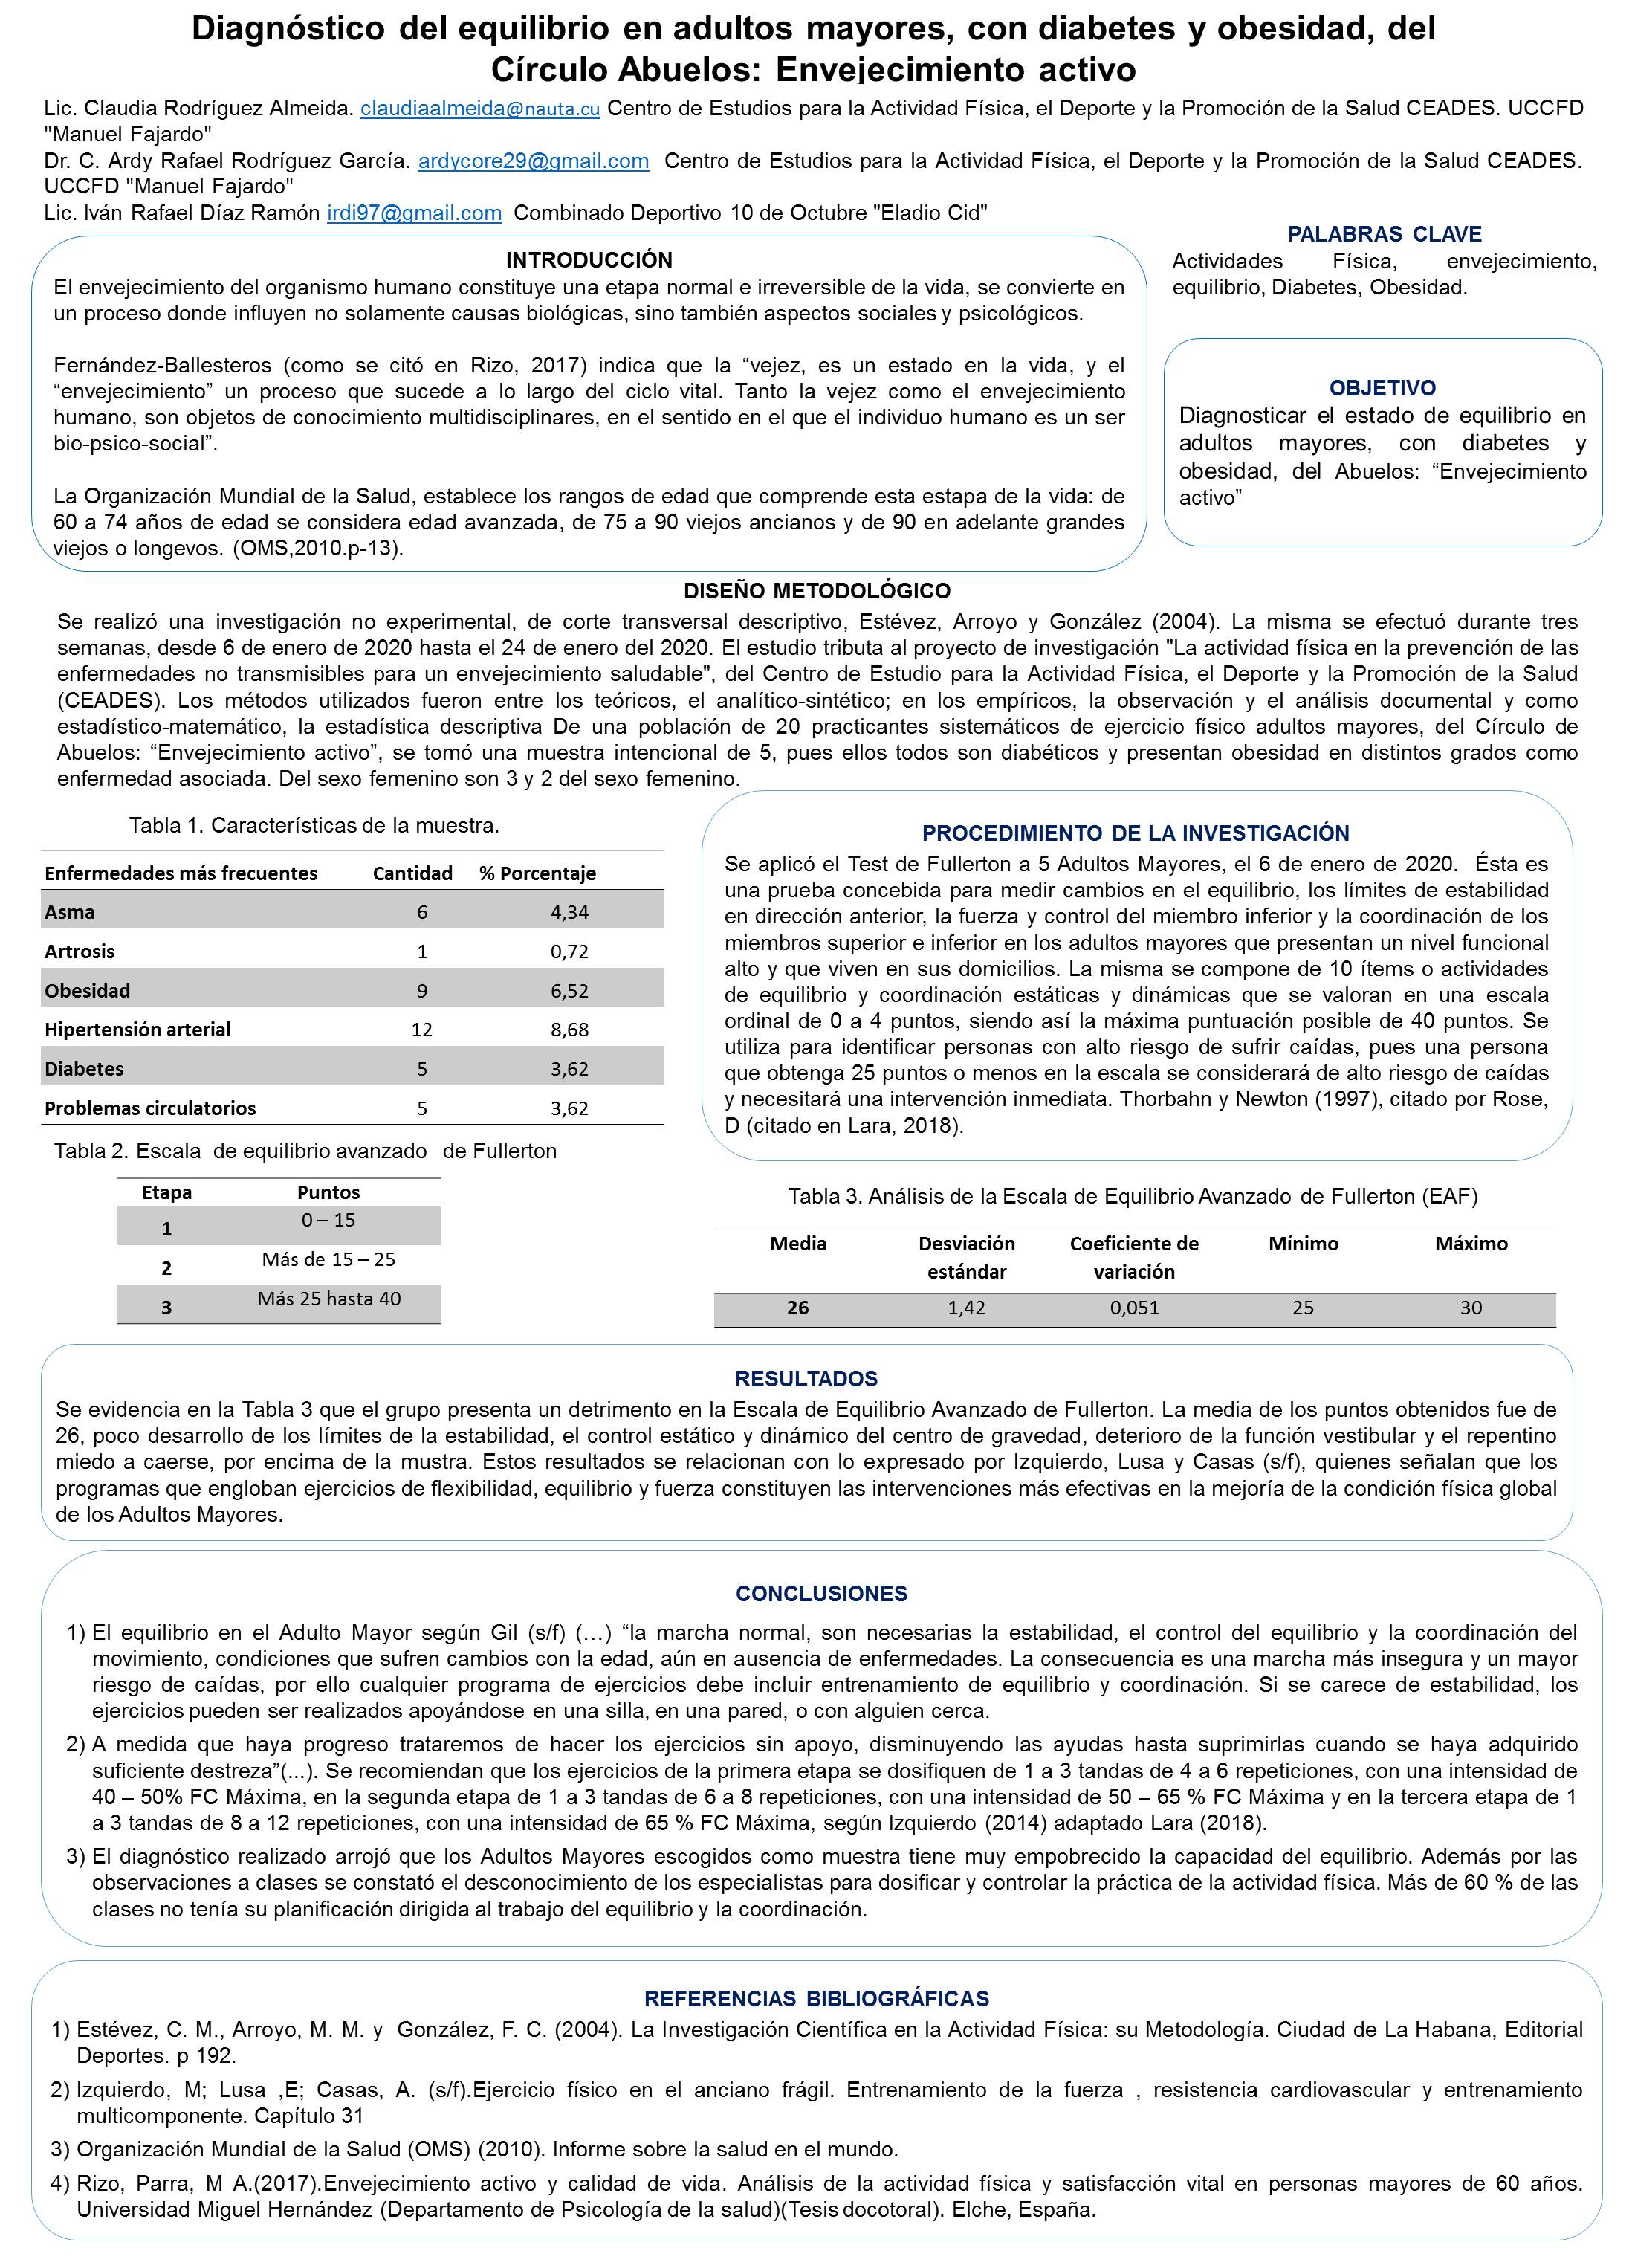 Diagnóstico del equilibrio en adultos mayores, con diabetes y obesidad, del
Círculo Abuelos: Envejecimiento activo
Lic. Claudia Rodríguez Almeida. claudiaalmeida@nauta.cu Centro de Estudios para la Actividad Física, el Deporte y la Promoción de la Salud CEADES. UCCFD
"Manuel Fajardo"
Dr. C. Ardy Rafael Rodríguez García. ardycore29@gmail.com Centro de Estudios para la Actividad Física, el Deporte y la Promoción de la Salud CEADES.
UCCFD "Manuel Fajardo"
Lic. Iván Rafael Díaz Ramón irdi97@gmail.com Combinado Deportivo 10 de Octubre "Eladio Cid"
INTRODUCCIÓN
El envejecimiento del organismo humano constituye una etapa normal e irreversible de la vida, se convierte en
un proceso donde influyen no solamente causas biológicas, sino también aspectos sociales y psicológicos.
Fernández-Ballesteros (como se citó en Rizo, 2017) indica que la “vejez, es un estado en la vida, y el
“envejecimiento” un proceso que sucede a lo largo del ciclo vital. Tanto la vejez como el envejecimiento
humano, son objetos de conocimiento multidisciplinares, en el sentido en el que el individuo humano es un ser
bio-psico-social”.
La Organización Mundial de la Salud, establece los rangos de edad que comprende esta estapa de la vida: de
60 a 74 años de edad se considera edad avanzada, de 75 a 90 viejos ancianos y de 90 en adelante grandes
viejos o longevos. (OMS,2010.p-13).
PALABRAS CLAVE
Actividades Física, envejecimiento,
equilibrio, Diabetes, Obesidad.
OBJETIVO
Diagnosticar el estado de equilibrio en
adultos mayores, con diabetes y
obesidad, del Abuelos: “Envejecimiento
activo”
DISEÑO METODOLÓGICO
Se realizó una investigación no experimental, de corte transversal descriptivo, Estévez, Arroyo y González (2004). La misma se efectuó durante tres
semanas, desde 6 de enero de 2020 hasta el 24 de enero del 2020. El estudio tributa al proyecto de investigación "La actividad física en la prevención de las
enfermedades no transmisibles para un envejecimiento saludable", del Centro de Estudio para la Actividad Física, el Deporte y la Promoción de la Salud
(CEADES). Los métodos utilizados fueron entre los teóricos, el analítico-sintético; en los empíricos, la observación y el análisis documental y como
estadístico-matemático, la estadística descriptiva De una población de 20 practicantes sistemáticos de ejercicio físico adultos mayores, del Círculo de
Abuelos: “Envejecimiento activo”, se tomó una muestra intencional de 5, pues ellos todos son diabéticos y presentan obesidad en distintos grados como
enfermedad asociada. Del sexo femenino son 3 y 2 del sexo femenino.
Tabla 1. Características de la muestra.
Enfermedades más frecuentes Cantidad % Porcentaje
Asma 6 4,34
Artrosis 1 0,72
Obesidad 9 6,52
Hipertensión arterial 12 8,68
Diabetes 5 3,62
Problemas circulatorios 5 3,62
Tabla 2. Escala de equilibrio avanzado de Fullerton
Etapa Puntos
1 0 – 15
2 Más de 15 – 25
3 Más 25 hasta 40
PROCEDIMIENTO DE LA INVESTIGACIÓN
Se aplicó el Test de Fullerton a 5 Adultos Mayores, el 6 de enero de 2020. Ésta es
una prueba concebida para medir cambios en el equilibrio, los límites de estabilidad
en dirección anterior, la fuerza y control del miembro inferior y la coordinación de los
miembros superior e inferior en los adultos mayores que presentan un nivel funcional
alto y que viven en sus domicilios. La misma se compone de 10 ítems o actividades
de equilibrio y coordinación estáticas y dinámicas que se valoran en una escala
ordinal de 0 a 4 puntos, siendo así la máxima puntuación posible de 40 puntos. Se
utiliza para identificar personas con alto riesgo de sufrir caídas, pues una persona
que obtenga 25 puntos o menos en la escala se considerará de alto riesgo de caídas
y necesitará una intervención inmediata. Thorbahn y Newton (1997), citado por Rose,
D (citado en Lara, 2018).
Tabla 3. Análisis de la Escala de Equilibrio Avanzado de Fullerton (EAF)
Media Desviación Coeficiente de Mínimo Máximo
estándar variación
26 1,42 0,051 25 30
RESULTADOS
Se evidencia en la Tabla 3 que el grupo presenta un detrimento en la Escala de Equilibrio Avanzado de Fullerton. La media de los puntos obtenidos fue de
26, poco desarrollo de los límites de la estabilidad, el control estático y dinámico del centro de gravedad, deterioro de la función vestibular y el repentino
miedo a caerse, por encima de la mustra. Estos resultados se relacionan con lo expresado por Izquierdo, Lusa y Casas (s/f), quienes señalan que los
programas que engloban ejercicios de flexibilidad, equilibrio y fuerza constituyen las intervenciones más efectivas en la mejoría de la condición física global
de los Adultos Mayores.
CONCLUSIONES
1) El equilibrio en el Adulto Mayor según Gil (s/f) (…) “la marcha normal, son necesarias la estabilidad, el control del equilibrio y la coordinación del
movimiento, condiciones que sufren cambios con la edad, aún en ausencia de enfermedades. La consecuencia es una marcha más insegura y un mayor
riesgo de caídas, por ello cualquier programa de ejercicios debe incluir entrenamiento de equilibrio y coordinación. Si se carece de estabilidad, los
ejercicios pueden ser realizados apoyándose en una silla, en una pared, o con alguien cerca.
2) A medida que haya progreso trataremos de hacer los ejercicios sin apoyo, disminuyendo las ayudas hasta suprimirlas cuando se haya adquirido
suficiente destreza”(...). Se recomiendan que los ejercicios de la primera etapa se dosifiquen de 1 a 3 tandas de 4 a 6 repeticiones, con una intensidad de
40 – 50% FC Máxima, en la segunda etapa de 1 a 3 tandas de 6 a 8 repeticiones, con una intensidad de 50 – 65 % FC Máxima y en la tercera etapa de 1
a 3 tandas de 8 a 12 repeticiones, con una intensidad de 65 % FC Máxima, según Izquierdo (2014) adaptado Lara (2018).
3) El diagnóstico realizado arrojó que los Adultos Mayores escogidos como muestra tiene muy empobrecido la capacidad del equilibrio. Además por las
observaciones a clases se constató el desconocimiento de los especialistas para dosificar y controlar la práctica de la actividad física. Más de 60 % de las
clases no tenía su planificación dirigida al trabajo del equilibrio y la coordinación.
REFERENCIAS BIBLIOGRÁFICAS
1) Estévez, C. M., Arroyo, M. M. y González, F. C. (2004). La Investigación Científica en la Actividad Física: su Metodología. Ciudad de La Habana, Editorial
Deportes. p 192.
2) Izquierdo, M; Lusa ,E; Casas, A. (s/f).Ejercicio físico en el anciano frágil. Entrenamiento de la fuerza , resistencia cardiovascular y entrenamiento
multicomponente. Capítulo 31
3) Organización Mundial de la Salud (OMS) (2010). Informe sobre la salud en el mundo.
4) Rizo, Parra, M A.(2017).Envejecimiento activo y calidad de vida. Análisis de la actividad física y satisfacción vital en personas mayores de 60 años.
Universidad Miguel Hernández (Departamento de Psicología de la salud)(Tesis docotoral). Elche, España.